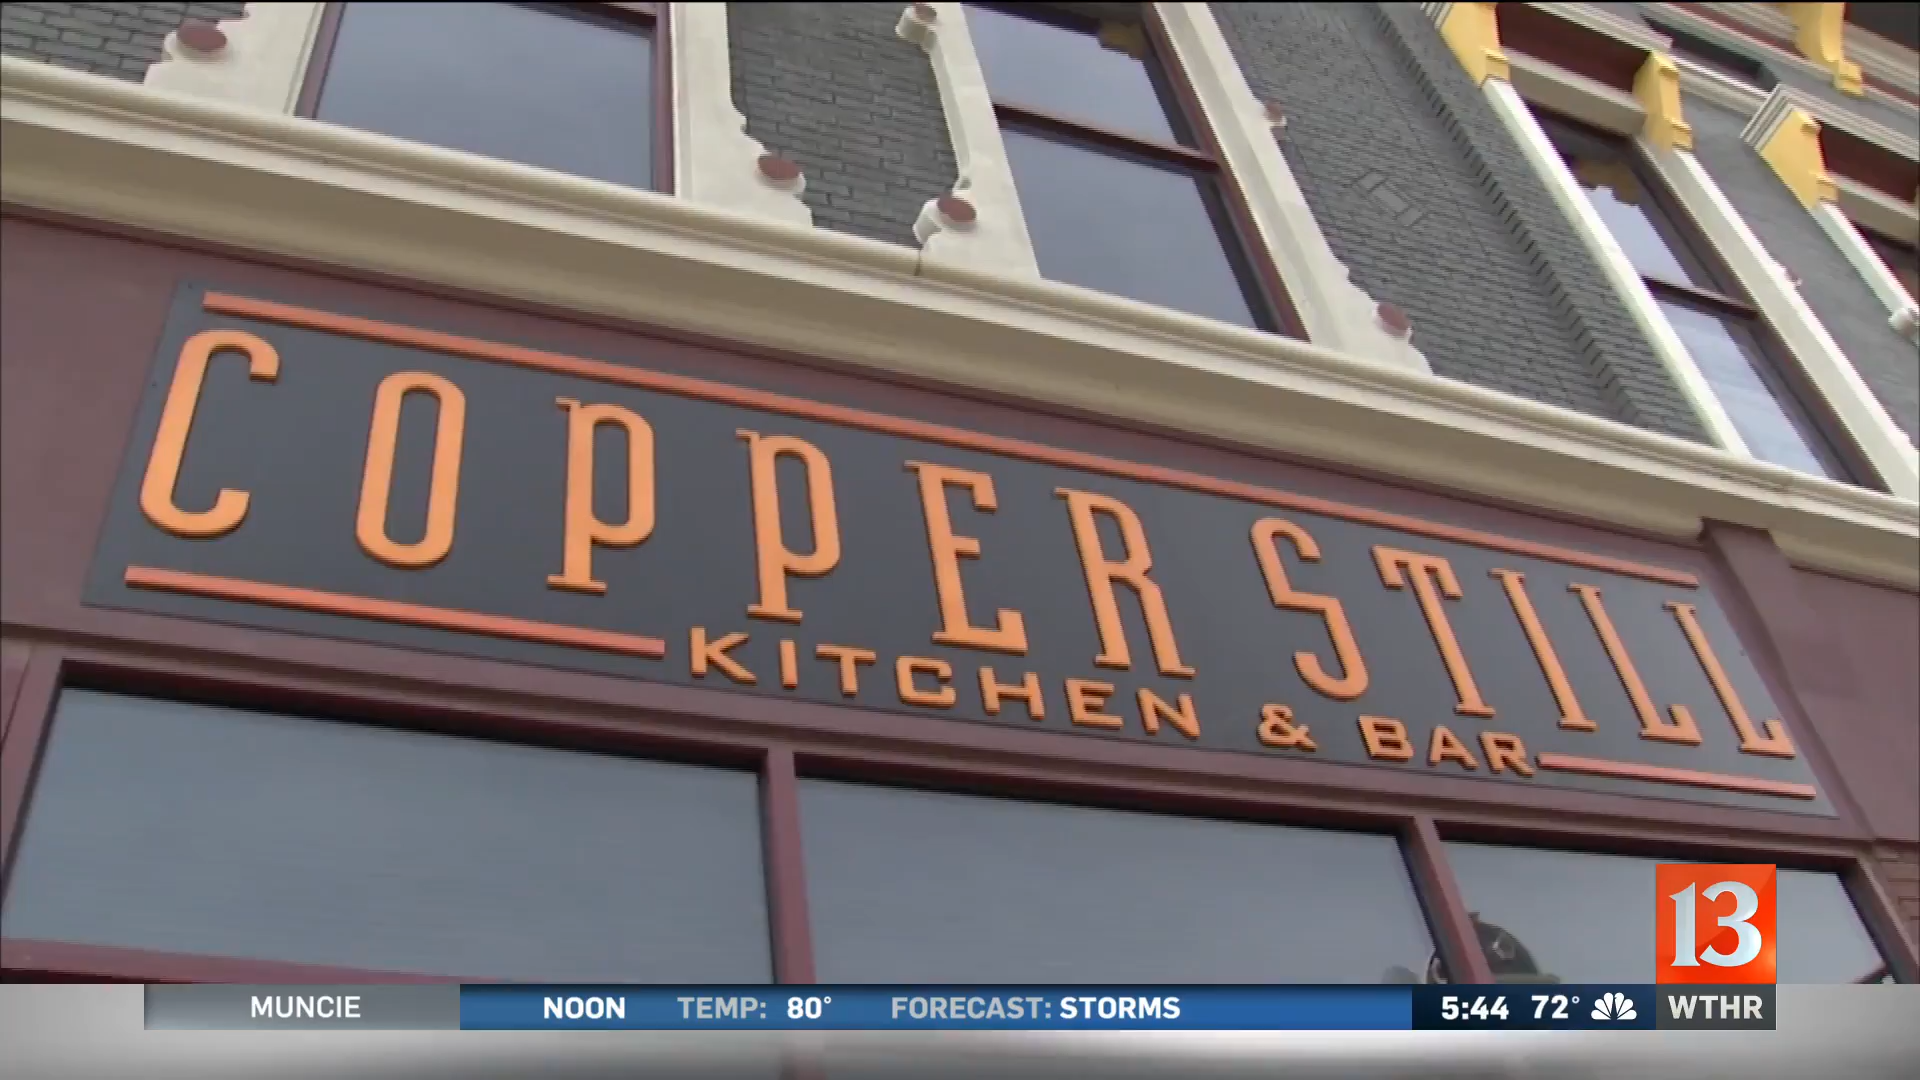 COPPER STILL
KITCHEN & BAR
13
MUNCIE NOON TEMP: 80° FORECAST: STORMS 5:44 72° WTHR